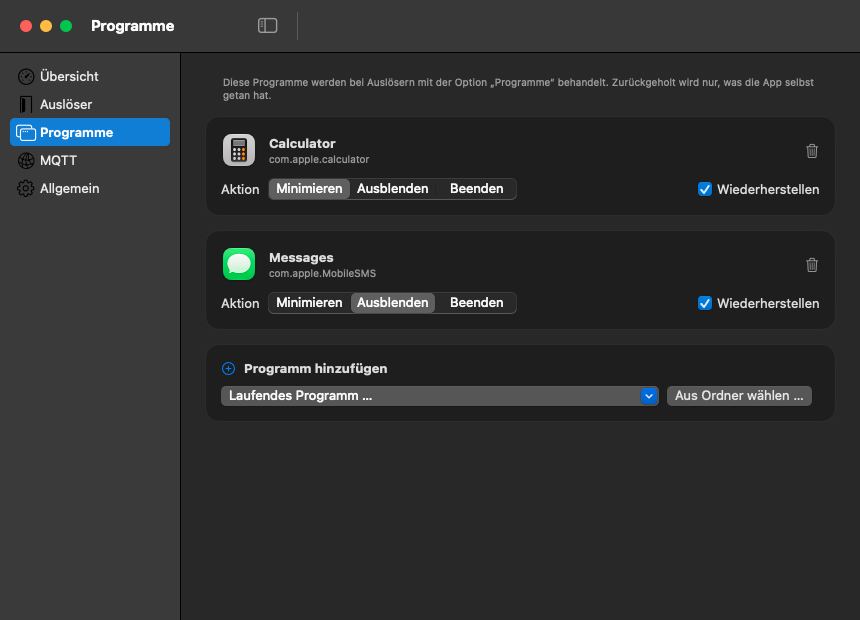 Programme
Übersicht
Auslöser
Programme
MQTT
Allgemein
Diese Programme werden bei Auslösern mit der Option „Programme“ behandelt. Zurückgeholt wird nur, was die App selbst
getan hat.
Calculator
com.apple.calculator
Aktion Minimieren Ausblenden Beenden Wiederherstellen
Messages
com.apple.MobileSMS
Aktion Minimieren Ausblenden Beenden Wiederherstellen
Programm hinzufügen
Laufendes Programm ... Aus Ordner wählen ...